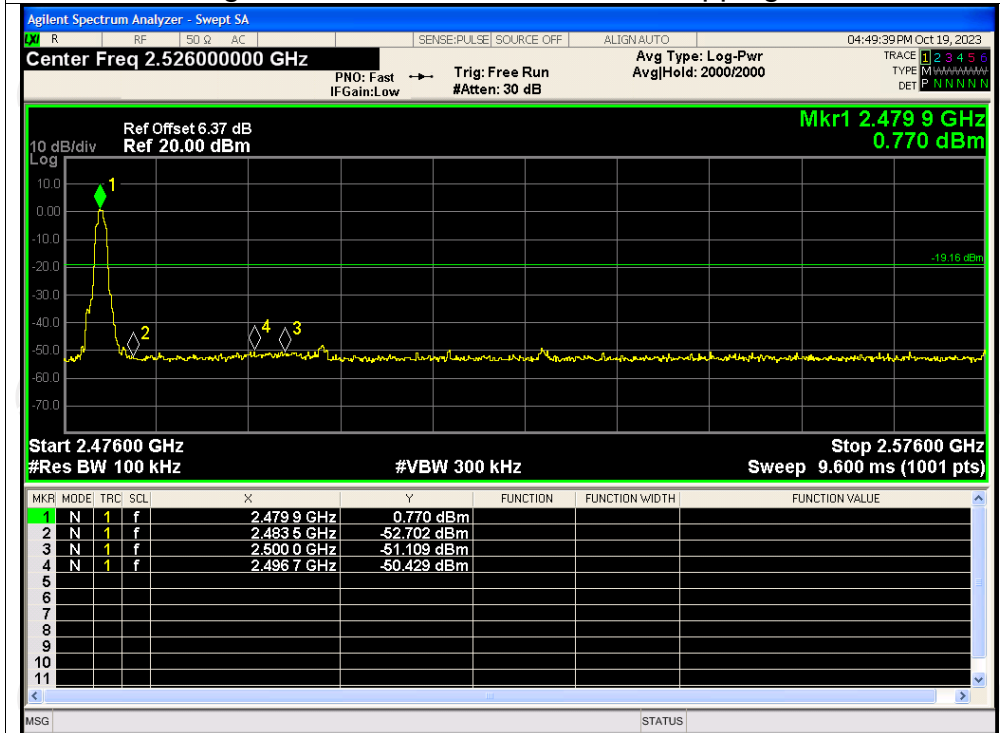 Agilent Spectrum Analyzer - Swept SA
LXI R RF 50 Ω AC SENSE:PULSE SOURCE OFF ALIGNAUTO 04:49:39PM Oct 19, 2023
Center Freq 2.526000000 GHz
PNO: Fast
IFGain:Low
Trig: Free Run
#Atten: 30 dB
Avg Type: Log-Pwr
Avg|Hold: 2000/2000
TRACE 1 2 3 4 5 6
TYPE M
DET P N N N N N
Mkr1 2.479 9 GHz
0.770 dBm
Ref Offset 6.37 dB
10 dB/div Ref 20.00 dBm
Log
10.0
0.00
-10.0
-20.0
-30.0
-40.0
-50.0
-60.0
-70.0
1
2
4
3
-19.16 dBm
Start 2.47600 GHz Stop 2.57600 GHz
#Res BW 100 kHz #VBW 300 kHz Sweep 9.600 ms (1001 pts)
MKR MODE TRC SCL X Y FUNCTION FUNCTION WIDTH FUNCTION VALUE
1 N 1 f 2.479 9 GHz 0.770 dBm
2 N 1 f 2.483 5 GHz -52.702 dBm
3 N 1 f 2.500 0 GHz -51.109 dBm
4 N 1 f 2.496 7 GHz -50.429 dBm
5
6
7
8
9
10
11
MSG STATUS